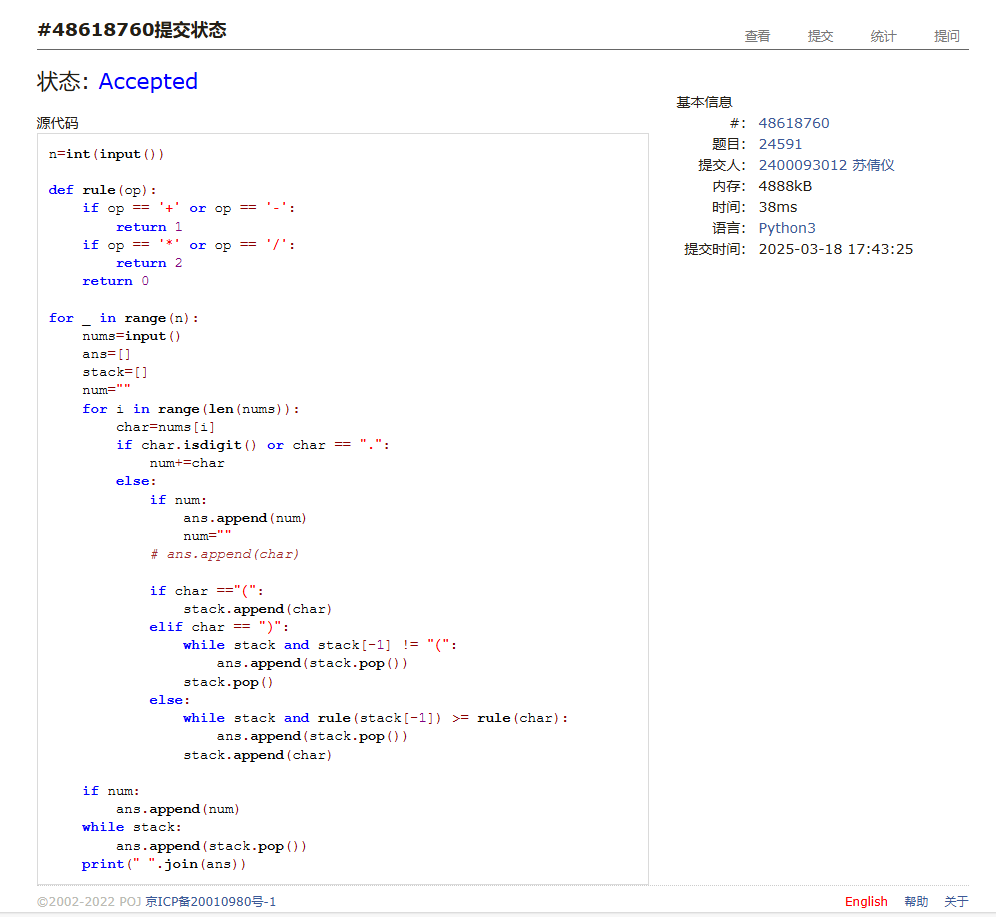 #48618760提交状态
查看 提交 统计 提问
状态: Accepted
源代码
n=int(input())
def rule(op):
    if op == '+' or op == '-':
        return 1
    if op == '*' or op == '/':
        return 2
    return 0
for _ in range(n):
    nums=input()
    ans=[]
    stack=[]
    num=""
    for i in range(len(nums)):
        char=nums[i]
        if char.isdigit() or char == ".":
            num+=char
        else:
            if num:
                ans.append(num)
                num=""
            # ans.append(char)
            if char =="(":
                stack.append(char)
            elif char == ")":
                while stack and stack[-1] != "(":
                    ans.append(stack.pop())
                stack.pop()
            else:
                while stack and rule(stack[-1]) >= rule(char):
                    ans.append(stack.pop())
                stack.append(char)
    if num:
        ans.append(num)
    while stack:
        ans.append(stack.pop())
    print(" ".join(ans))
基本信息
#: 48618760
题目: 24591
提交人: 2400093012 苏倩仪
内存: 4888kB
时间: 38ms
语言: Python3
提交时间: 2025-03-18 17:43:25
©2002-2022 POJ 京ICP备20010980号-1
English 帮助 关于